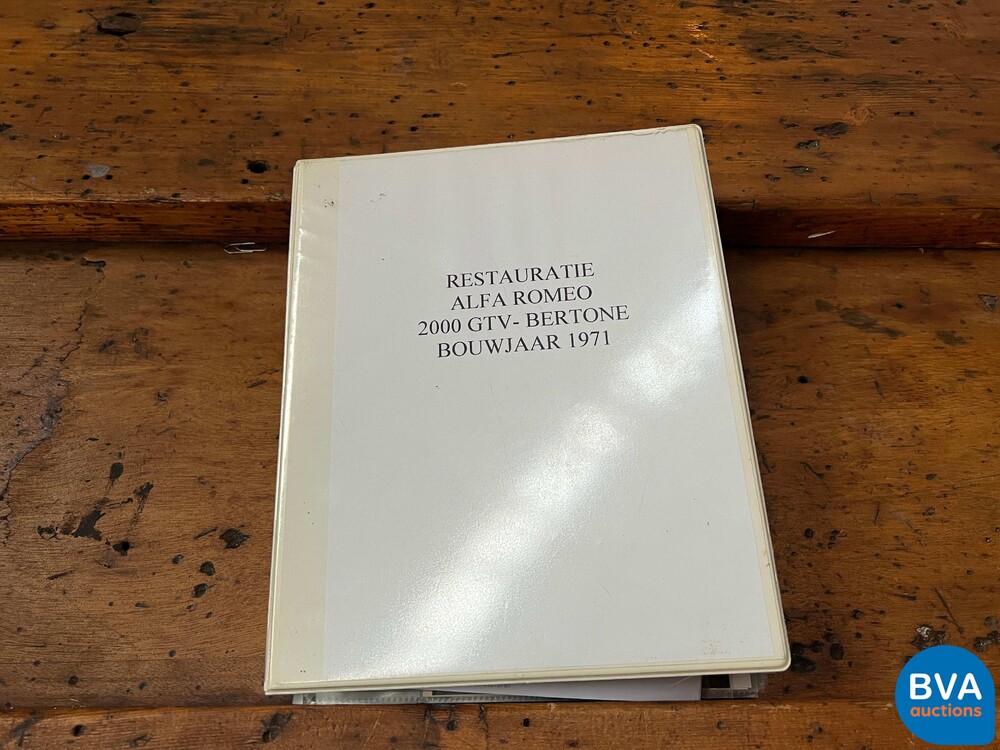 RESTAURATIE
ALFA ROMEO
2000 GTV- BERTONE
BOUWJAAR 1971
BVA
auctions